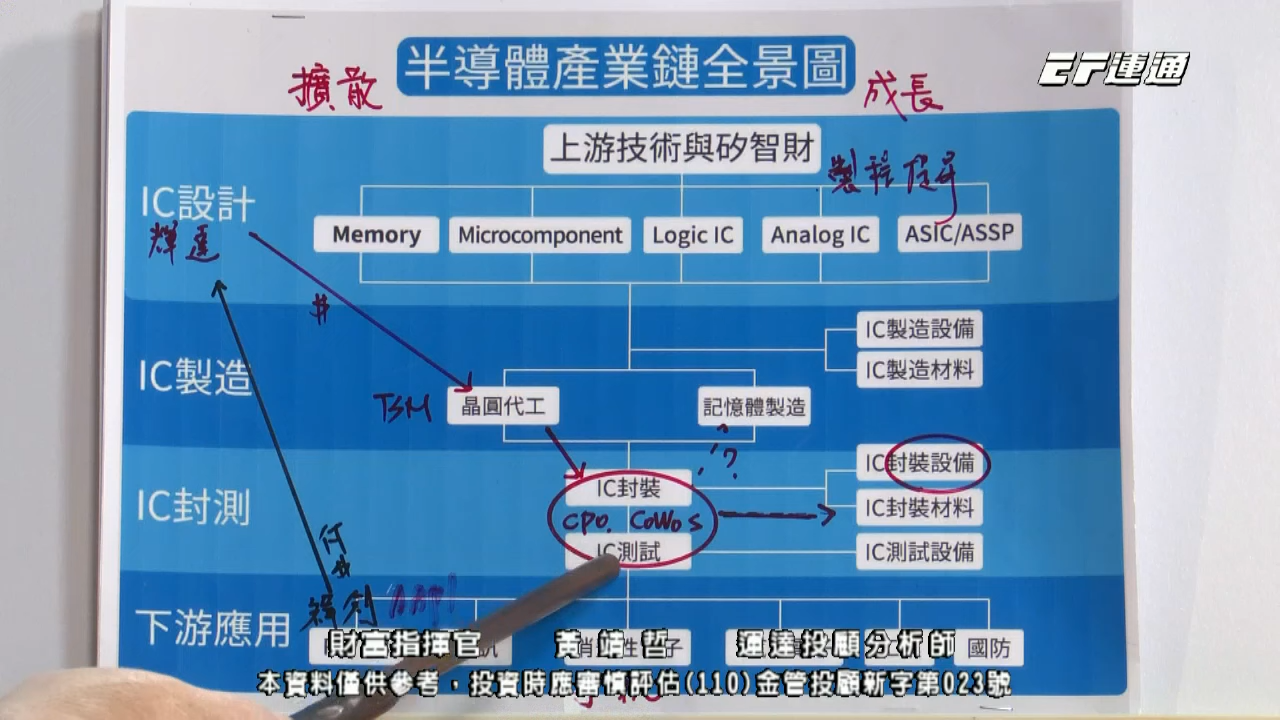 半導體產業鏈全景圖
EF運通
擴散
成長
上游技術與矽智財
製程提昇
IC設計
輝達
Memory
Microcomponent
Logic IC
Analog IC
ASIC/ASSP
$
IC製造
IC製造設備
IC製造材料
TSM
晶圓代工
記憶體製造
?
IC封測
IC封裝
CPO. CoWoS
IC測試
IC封裝設備
IC封裝材料
IC測試設備
付
$
緯創
下游應用
國防
財富指揮官 黃靖哲 運達投顧分析師
本資料僅供參考，投資時應審慎評估(110)金管投顧新字第023號